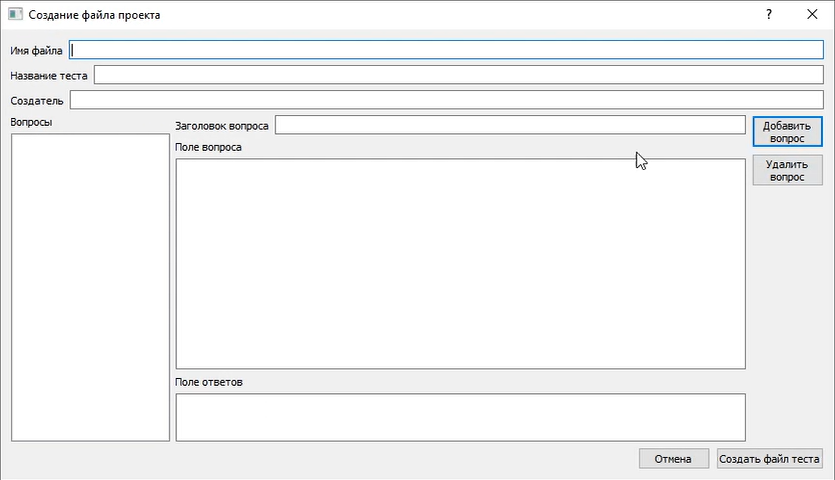 Создание файла проекта
?
Имя файла
Название теста
Создатель
Вопросы
Заголовок вопроса
Добавить
вопрос
Поле вопроса
Удалить
вопрос
Поле ответов
Отмена
Создать файл теста